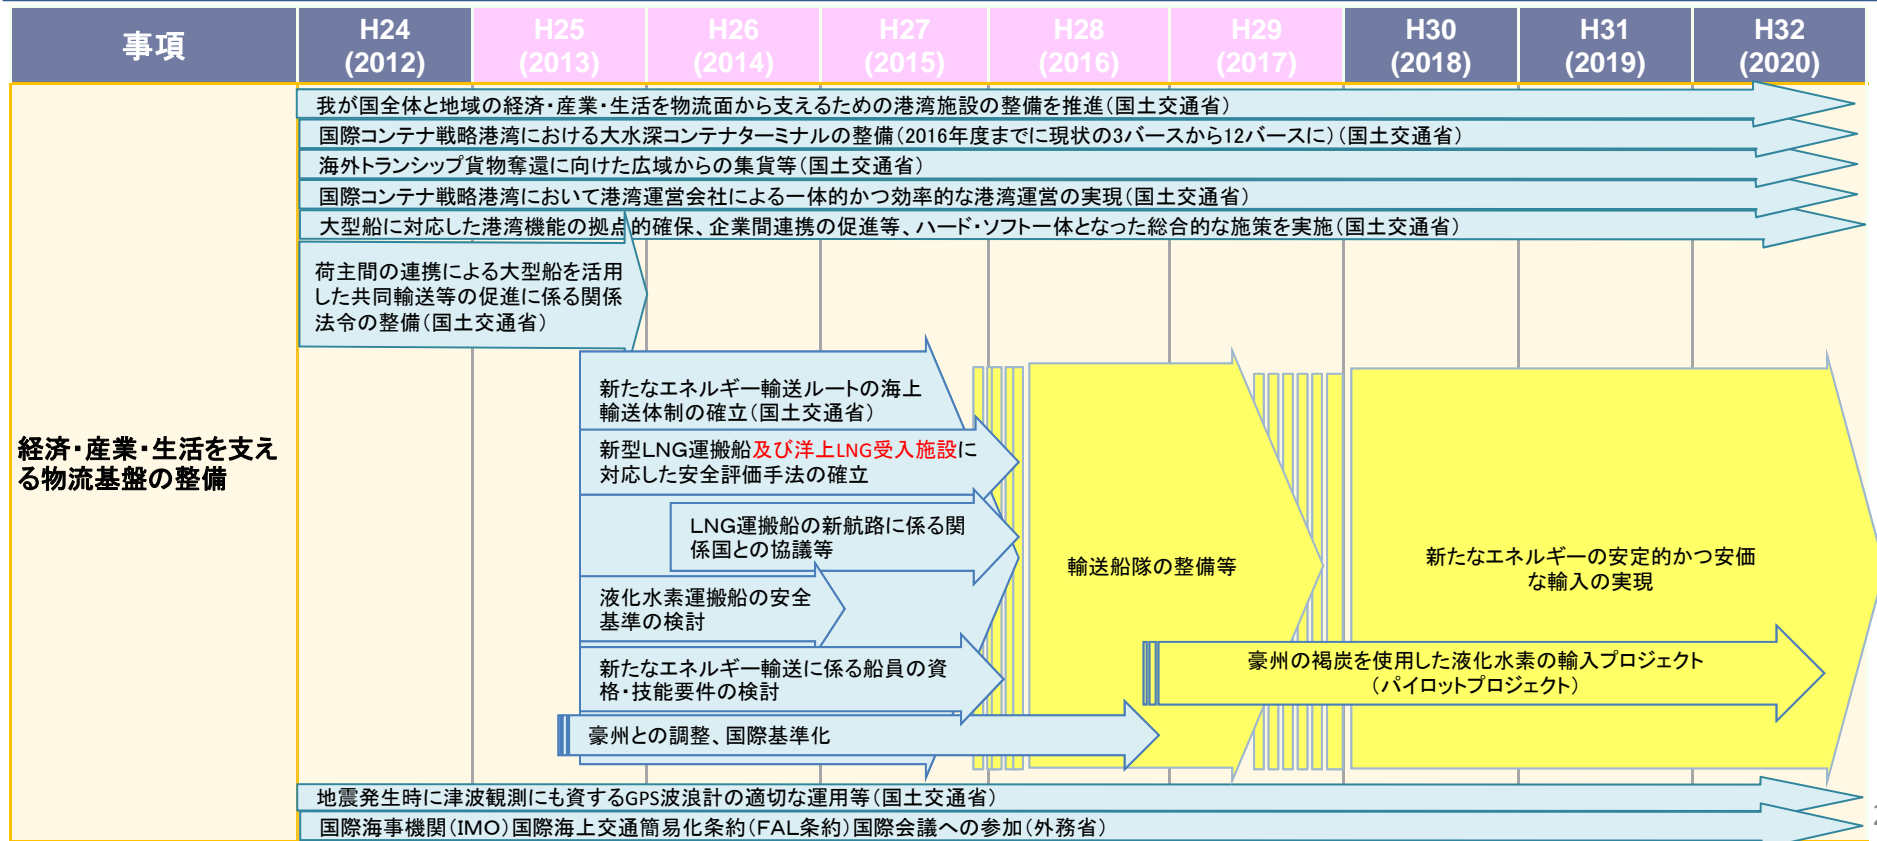 事項
H24
(2012)
H25
(2013)
H26
(2014)
H27
(2015)
H28
(2016)
H29
(2017)
H30
(2018)
H31
(2019)
H32
(2020)
経済・産業・生活を支え
る物流基盤の整備
我が国全体と地域の経済・産業・生活を物流面から支えるための港湾施設の整備を推進(国土交通省)
国際コンテナ戦略港湾における大水深コンテナターミナルの整備(2016年度までに現状の3バースから12バースに)(国土交通省)
海外トランシップ貨物奪還に向けた広域からの集貨等(国土交通省)
国際コンテナ戦略港湾において港湾運営会社による一体的かつ効率的な港湾運営の実現(国土交通省)
大型船に対応した港湾機能の拠点的確保、企業間連携の促進等、ハード・ソフト一体となった総合的な施策を実施(国土交通省)
荷主間の連携による大型船を活用
した共同輸送等の促進に係る関係
法令の整備(国土交通省)
新たなエネルギー輸送ルートの海上
輸送体制の確立(国土交通省)
新型LNG運搬船及び洋上LNG受入施設に
対応した安全評価手法の確立
LNG運搬船の新航路に係る関
係国との協議等
液化水素運搬船の安全
基準の検討
新たなエネルギー輸送に係る船員の資
格・技能要件の検討
豪州との調整、国際基準化
輸送船隊の整備等
新たなエネルギーの安定的かつ安価
な輸入の実現
豪州の褐炭を使用した液化水素の輸入プロジェクト
(パイロットプロジェクト)
地震発生時に津波観測にも資するGPS波浪計の適切な運用等(国土交通省)
国際海事機関(IMO)国際海上交通簡易化条約(FAL条約)国際会議への参加(外務省)